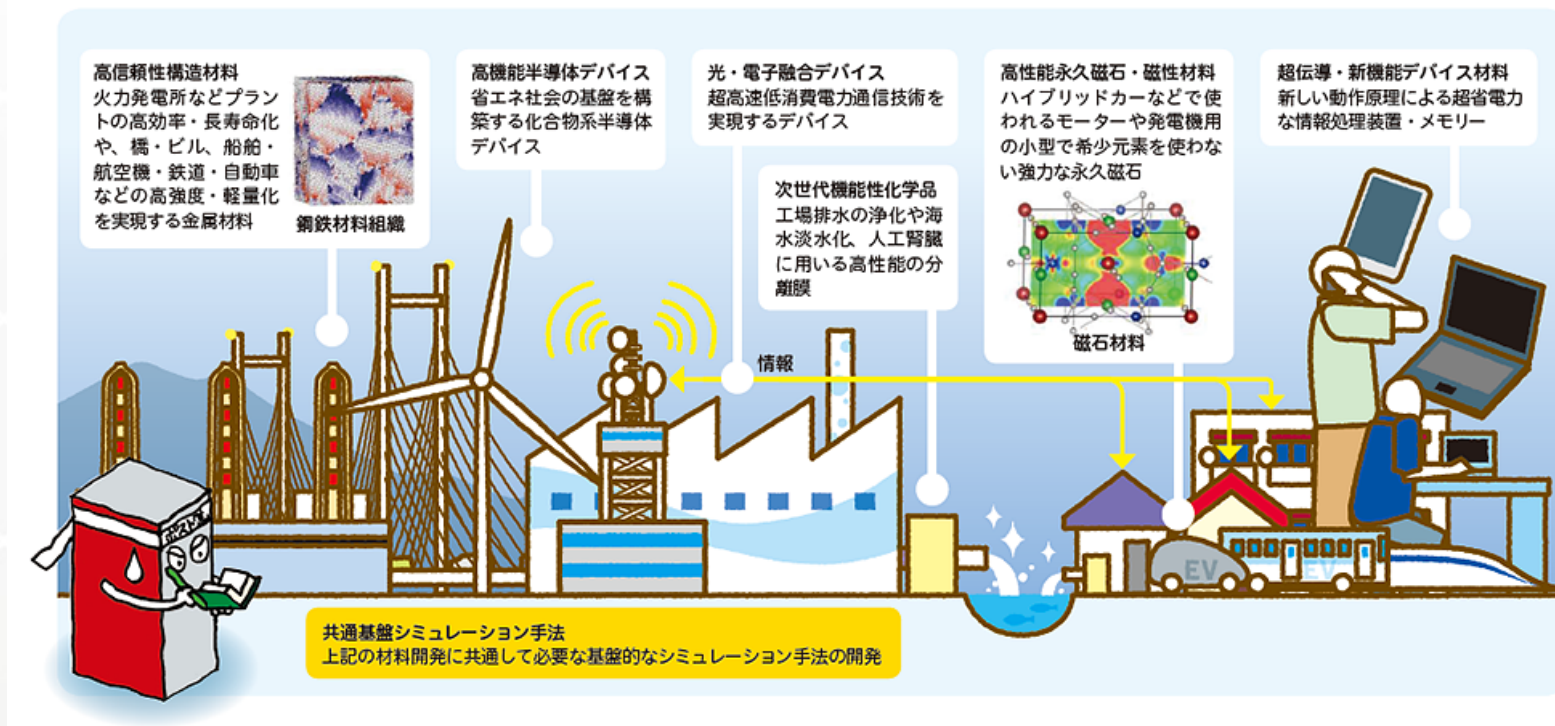 高信頼性構造材料
火力発電所などプラン
トの高効率・長寿命化
や、橋・ビル、船舶・
航空機・鉄道・自動車
などの高強度・軽量化
を実現する金属材料
鋼鉄材料組織
高機能半導体デバイス
省エネ社会の基盤を構
築する化合物系半導体
デバイス
光・電子融合デバイス
超高速低消費電力通信技術を
実現するデバイス
次世代機能性化学品
工場排水の浄化や海
水淡水化、人工腎臓
に用いる高性能の分
離膜
高性能永久磁石・磁性材料
ハイブリッドカーなどで使
われるモーターや発電機用
の小型で希少元素を使わな
い強力な永久磁石
磁石材料
超伝導・新機能デバイス材料
新しい動作原理による超省電力
な情報処理装置・メモリー
情報
EV
EV
共通基盤シミュレーション手法
上記の材料開発に共通して必要な基盤的なシミュレーション手法の開発